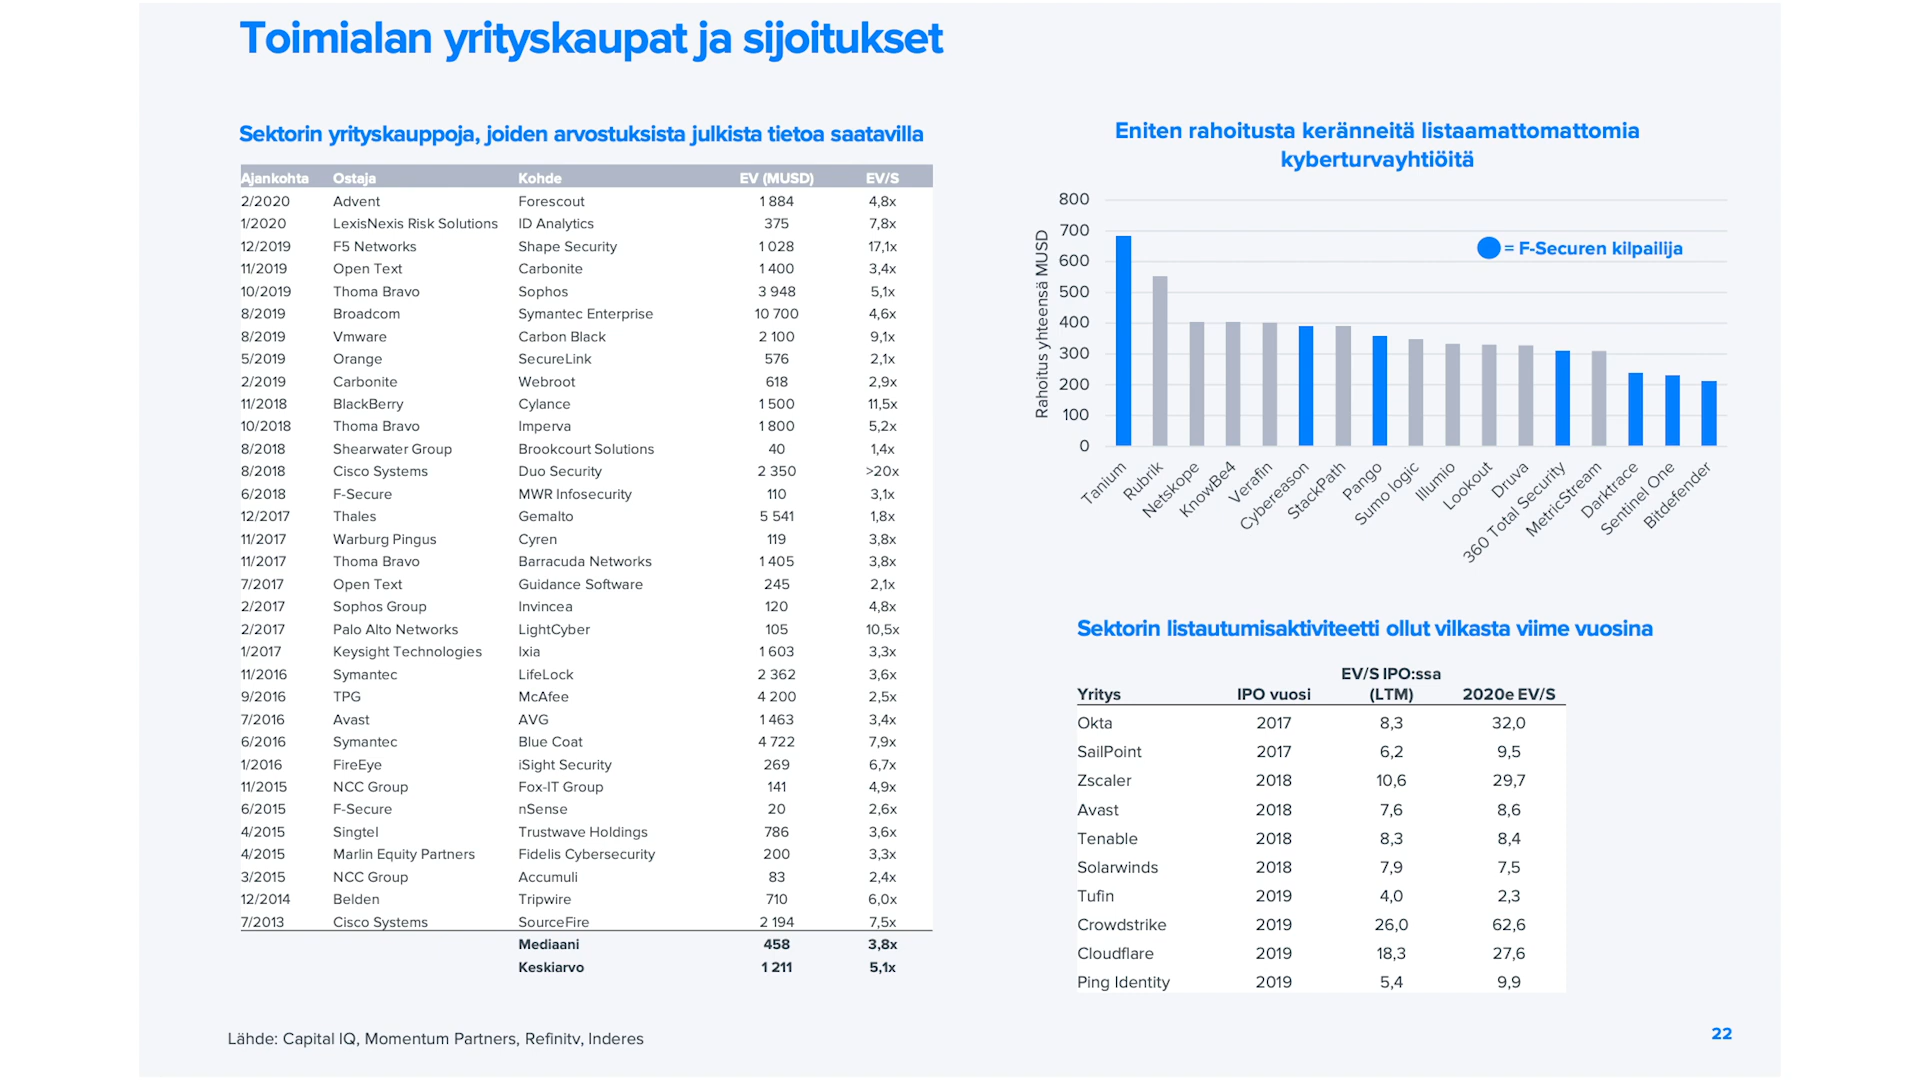 Toimialan yrityskaupat ja sijoitukset
Sektorin yrityskauppoja, joiden arvostuksista julkista tietoa saatavilla
Ajankohta Ostaja Kohde EV (MUSD) EV/S
2/2020 Advent Forescout 1 884 4,8x
1/2020 LexisNexis Risk Solutions ID Analytics 375 7,8x
12/2019 F5 Networks Shape Security 1 028 17,1x
11/2019 Open Text Carbonite 1 400 3,4x
10/2019 Thoma Bravo Sophos 3 948 5,1x
8/2019 Broadcom Symantec Enterprise 10 700 4,6x
8/2019 Vmware Carbon Black 2 100 9,1x
5/2019 Orange SecureLink 576 2,1x
2/2019 Carbonite Webroot 618 2,9x
11/2018 BlackBerry Cylance 1 500 11,5x
10/2018 Thoma Bravo Imperva 1 800 5,2x
8/2018 Shearwater Group Brookcourt Solutions 40 1,4x
8/2018 Cisco Systems Duo Security 2 350 >20x
6/2018 F-Secure MWR Infosecurity 110 3,1x
12/2017 Thales Gemalto 5 541 1,8x
11/2017 Warburg Pingus Cyren 119 3,8x
11/2017 Thoma Bravo Barracuda Networks 1 405 3,8x
7/2017 Open Text Guidance Software 245 2,1x
2/2017 Sophos Group Invincea 120 4,8x
2/2017 Palo Alto Networks LightCyber 105 10,5x
1/2017 Keysight Technologies Ixia 1 603 3,3x
11/2016 Symantec LifeLock 2 362 3,6x
9/2016 TPG McAfee 4 200 2,5x
7/2016 Avast AVG 1 463 3,4x
6/2016 Symantec Blue Coat 4 722 7,9x
1/2016 FireEye iSight Security 269 6,7x
11/2015 NCC Group Fox-IT Group 141 4,9x
6/2015 F-Secure nSense 20 2,6x
4/2015 Singtel Trustwave Holdings 786 3,6x
4/2015 Marlin Equity Partners Fidelis Cybersecurity 200 3,3x
3/2015 NCC Group Accumuli 83 2,4x
12/2014 Belden Tripwire 710 6,0x
7/2013 Cisco Systems SourceFire 2 194 7,5x
Mediaani 458 3,8x
Keskiarvo 1 211 5,1x
Lähde: Capital IQ, Momentum Partners, Refinitv, Inderes
Eniten rahoitusta keränneitä listaamattomattomia
kyberturvayhtiöitä
Rahoitus yhteensä MUSD
800
700
600
500
400
300
200
100
0
= F-Securen kilpailija
Tanium
Rubrik
Netskope
KnowBe4
Verafin
Cybereason
StackPath
Pango
Sumo logic
Illumio
Lookout
Druva
360 Total Security
MetricStream
Darktrace
Sentinel One
Bitdefender
Sektorin listautumisaktiviteetti ollut vilkasta viime vuosina
EV/S IPO:ssa
Yritys IPO vuosi (LTM) 2020e EV/S
Okta 2017 8,3 32,0
SailPoint 2017 6,2 9,5
Zscaler 2018 10,6 29,7
Avast 2018 7,6 8,6
Tenable 2018 8,3 8,4
Solarwinds 2018 7,9 7,5
Tufin 2019 4,0 2,3
Crowdstrike 2019 26,0 62,6
Cloudflare 2019 18,3 27,6
Ping Identity 2019 5,4 9,9
22